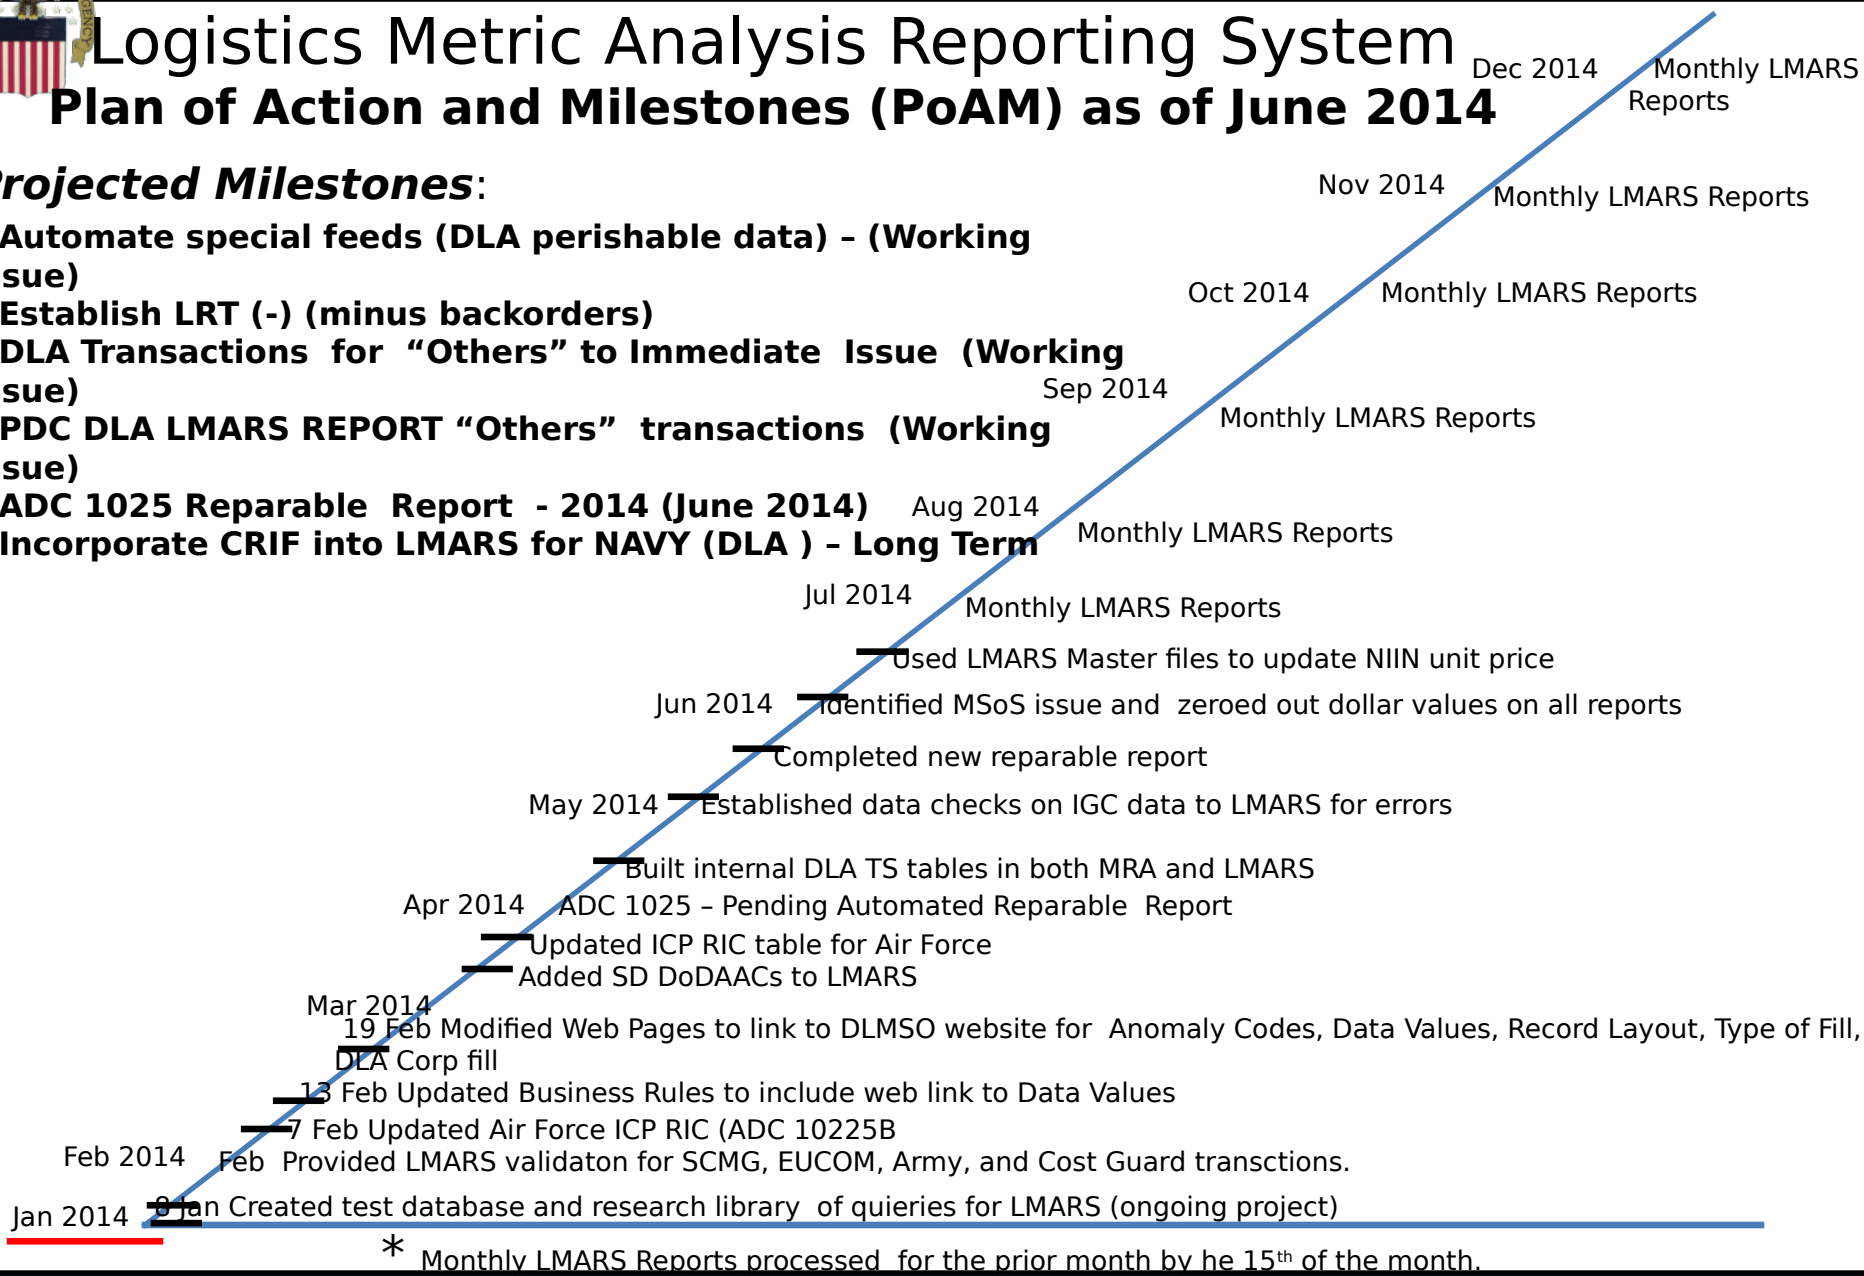 GENCY
Logistics Metric Analysis Reporting System
Plan of Action and Milestones (PoAM) as of June 2014
rojected Milestones:
Automate special feeds (DLA perishable data) – (Working
sue)
Establish LRT (-) (minus backorders)
DLA Transactions for “Others” to Immediate Issue (Working
sue)
PDC DLA LMARS REPORT “Others” transactions (Working
sue)
ADC 1025 Reparable Report - 2014 (June 2014)
Incorporate CRIF into LMARS for NAVY (DLA ) – Long Term
Dec 2014 Monthly LMARS
Reports
Nov 2014 Monthly LMARS Reports
Oct 2014 Monthly LMARS Reports
Sep 2014
Monthly LMARS Reports
Aug 2014
Monthly LMARS Reports
Jul 2014 Monthly LMARS Reports
Used LMARS Master files to update NIIN unit price
Jun 2014 Identified MSoS issue and zeroed out dollar values on all reports
Completed new reparable report
May 2014 Established data checks on IGC data to LMARS for errors
Built internal DLA TS tables in both MRA and LMARS
Apr 2014 ADC 1025 – Pending Automated Reparable Report
Updated ICP RIC table for Air Force
Added SD DoDAACs to LMARS
Mar 2014
19 Feb Modified Web Pages to link to DLMSO website for Anomaly Codes, Data Values, Record Layout, Type of Fill,
DLA Corp fill
13 Feb Updated Business Rules to include web link to Data Values
7 Feb Updated Air Force ICP RIC (ADC 10225B
Feb 2014 Feb Provided LMARS validaton for SCMG, EUCOM, Army, and Cost Guard transctions.
8 Jan Created test database and research library of quieries for LMARS (ongoing project)
Jan 2014
* Monthly LMARS Reports processed for the prior month by he 15th of the month.